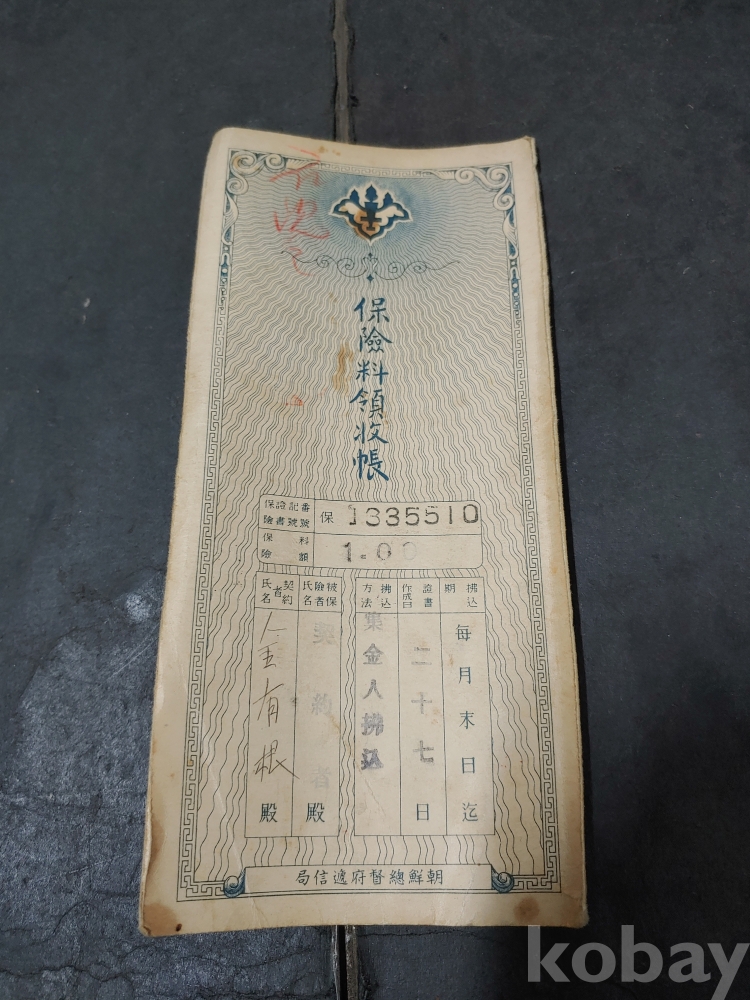 保險料領收帳
保險證書記號番號
保 1335510
保險料額
1.00
拂込期
每月末日迄
證書作成日
二十七日
拂込方法
集金人拂込
被保險者氏名
契約者殿
契約者氏名
金有根殿
朝鮮總督府遞信局
kobay